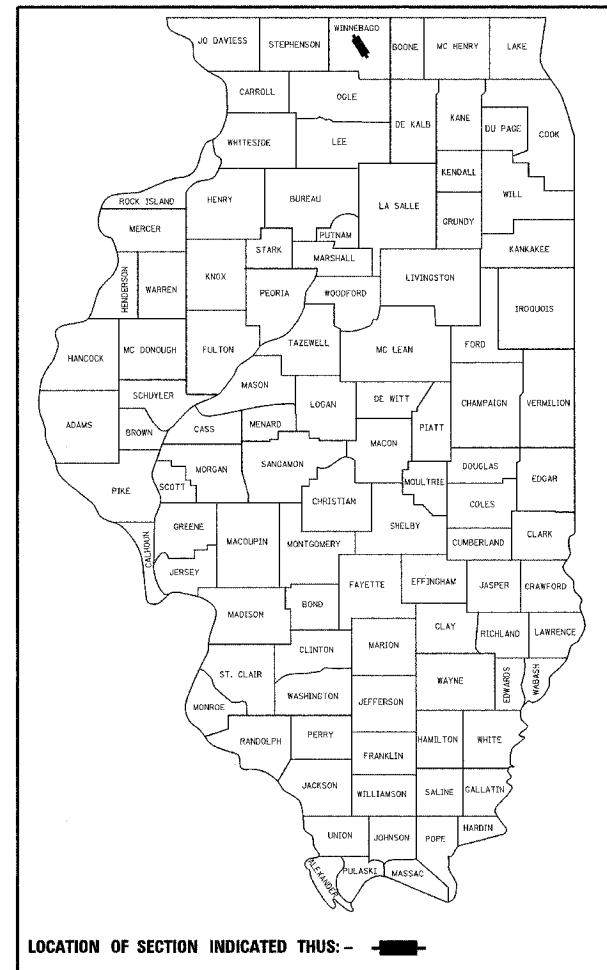 WINNEBAGO
JO DAVIESS
STEPHENSON
BOONE
MC HENRY
LAKE
CARROLL
OGLE
DE KALB
KANE
DU PAGE
COOK
WHITESIDE
LEE
KENDALL
WILL
ROCK ISLAND
HENRY
BUREAU
LA SALLE
GRUNDY
MERCER
PUTNAM
KANKAKEE
STARK
MARSHALL
HENDERSON
WARREN
KNOX
PEORIA
WOODFORD
LIVINGSTON
IROQUOIS
HANCOCK
MC DONOUGH
FULTON
TAZEWELL
MC LEAN
FORD
MASON
SCHUYLER
LOGAN
DE WITT
CHAMPAIGN
VERMILION
ADAMS
BROWN
CASS
MENARD
PIATT
MACON
MORGAN
SANGAMON
DOUGLAS
EDGAR
PIKE
SCOTT
CHRISTIAN
MOULTRIE
COLES
CALHOUN
GREENE
MACOUPIN
MONTGOMERY
SHELBY
CUMBERLAND
CLARK
JERSEY
FAYETTE
EFFINGHAM
JASPER
CRAWFORD
MADISON
BOND
CLAY
RICHLAND
LAWRENCE
CLINTON
MARION
ST. CLAIR
WAYNE
EDWARDS
WABASH
WASHINGTON
JEFFERSON
MONROE
RANDOLPH
PERRY
HAMILTON
WHITE
FRANKLIN
JACKSON
WILLIAMSON
SALINE
GALLATIN
UNION
JOHNSON
POPE
HARDIN
ALEXANDER
PULASKI
MASSAC
LOCATION OF SECTION INDICATED THUS: -